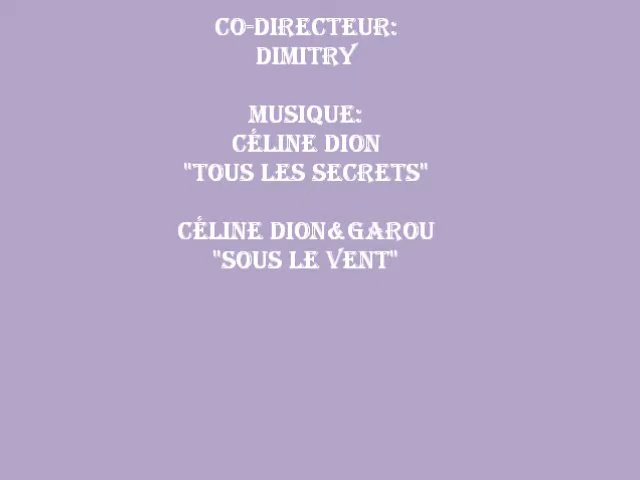 CO-DIRECTEUR:
DIMITRY
MUSIQUE:
CÉLINE DION
"TOUS LES SECRETS"
CÉLINE DION&GAROU
"SOUS LE VENT"